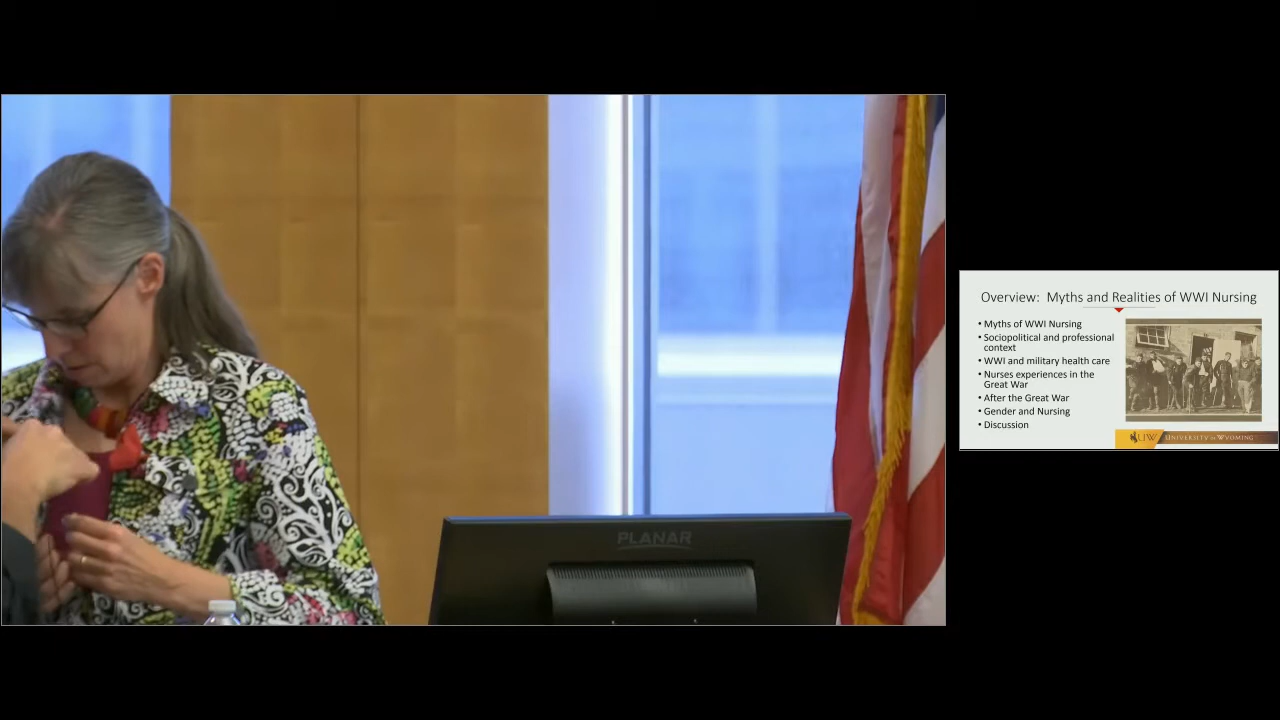 PLANAR
Overview:  Myths and Realities of WWI Nursing
• Myths of WWI Nursing
• Sociopolitical and professional
context
• WWI and military health care
• Nurses experiences in the
Great War
• After the Great War
• Gender and Nursing
• Discussion
UW UNIVERSITY OF WYOMING